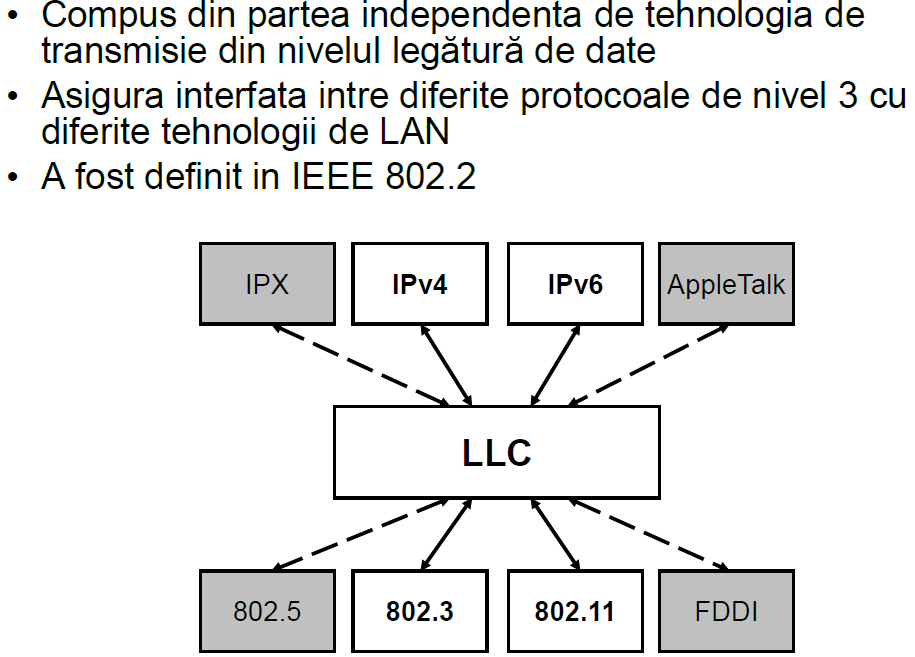 • Compus din partea independenta de tehnologia de
transmisie din nivelul legătură de date
• Asigura interfata intre diferite protocoale de nivel 3 cu
diferite tehnologii de LAN
• A fost definit in IEEE 802.2
IPX
IPv4
IPv6
AppleTalk
LLC
802.5
802.3
802.11
FDDI